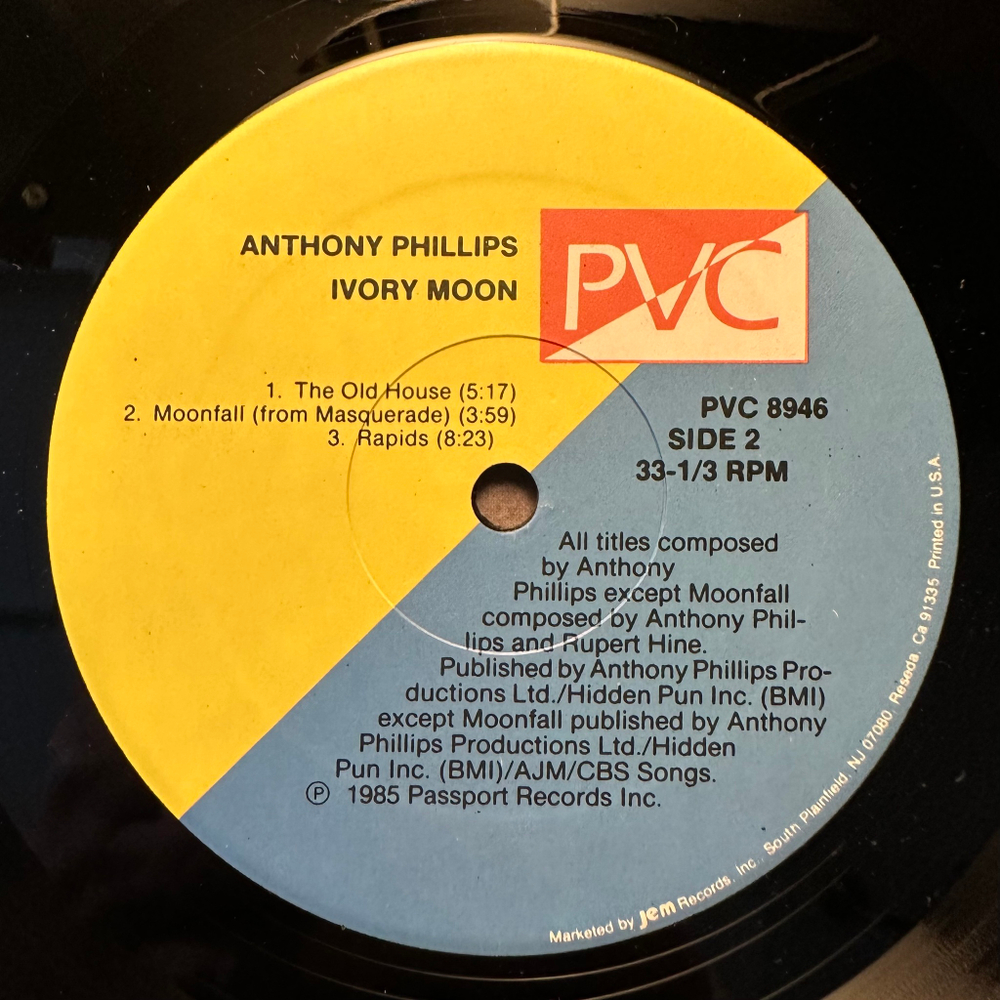 ANTHONY PHILLIPS
IVORY MOON
PVC
1. The Old House (5:17)
2. Moonfall (from Masquerade) (3:59)
3. Rapids (8:23)
PVC 8946
SIDE 2
33-1/3 RPM
All titles composed
by Anthony
Phillips except Moonfall
composed by Anthony Phil-
lips and Rupert Hine.
Published by Anthony Phillips Pro-
ductions Ltd./Hidden Pun Inc. (BMI)
except Moonfall published by Anthony
Phillips Productions Ltd./Hidden
Pun Inc. (BMI)/AJM/CBS Songs.
℗ 1985 Passport Records Inc.
Marketed by Jem Records, Inc., South Plainfield, NJ 07080, Reseda, Ca 91335 Printed in U.S.A.